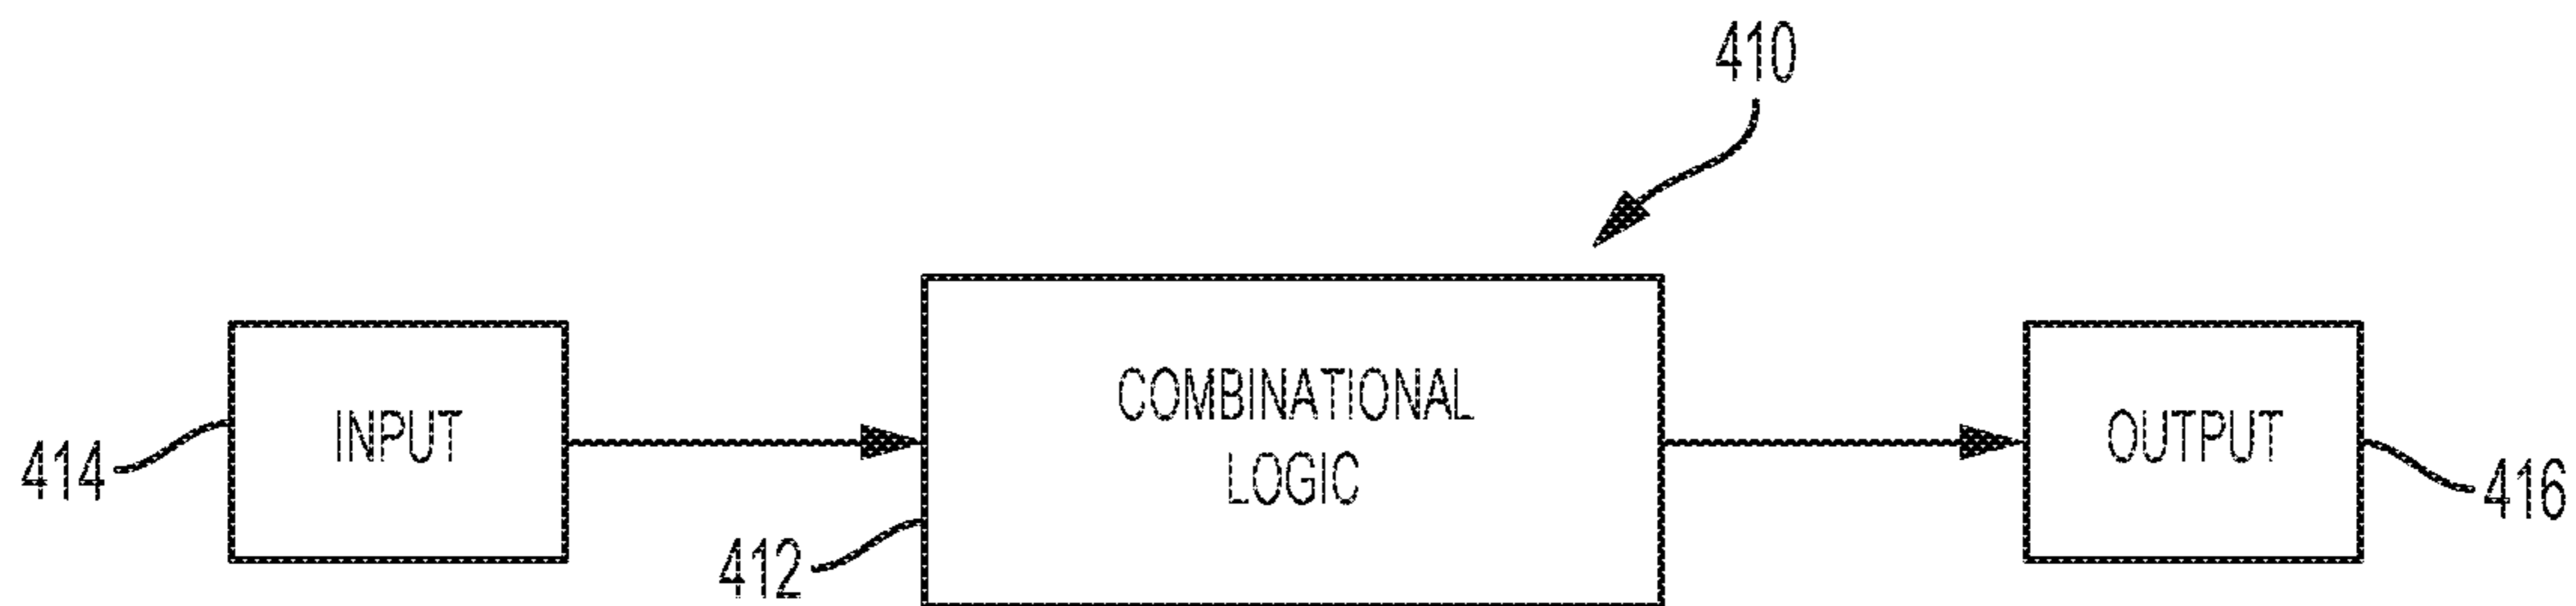 410
INPUT
COMBINATIONAL
LOGIC
OUTPUT
414
412
416